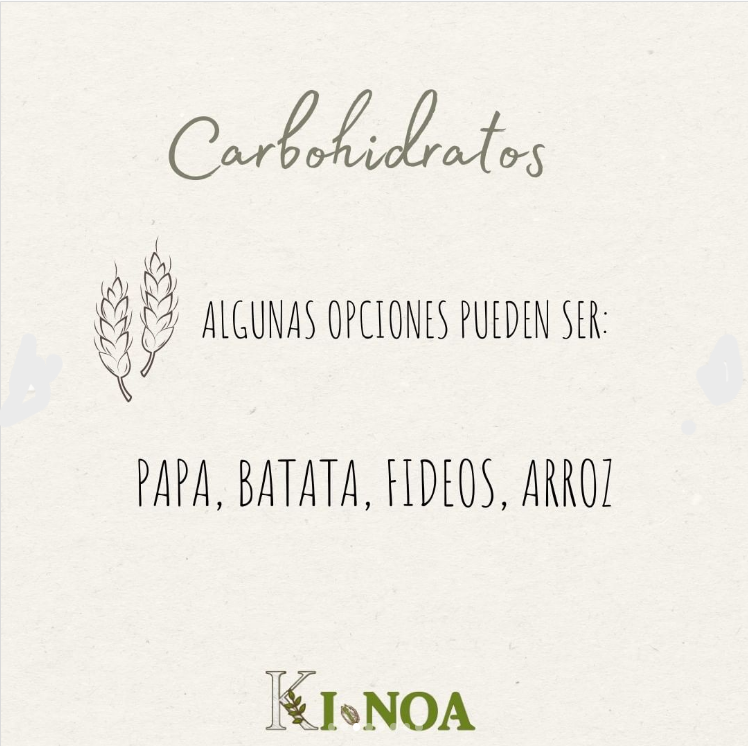 Carbohidratos
ALGUNAS OPCIONES PUEDEN SER:
PAPA, BATATA, FIDEOS, ARROZ
KI NOA